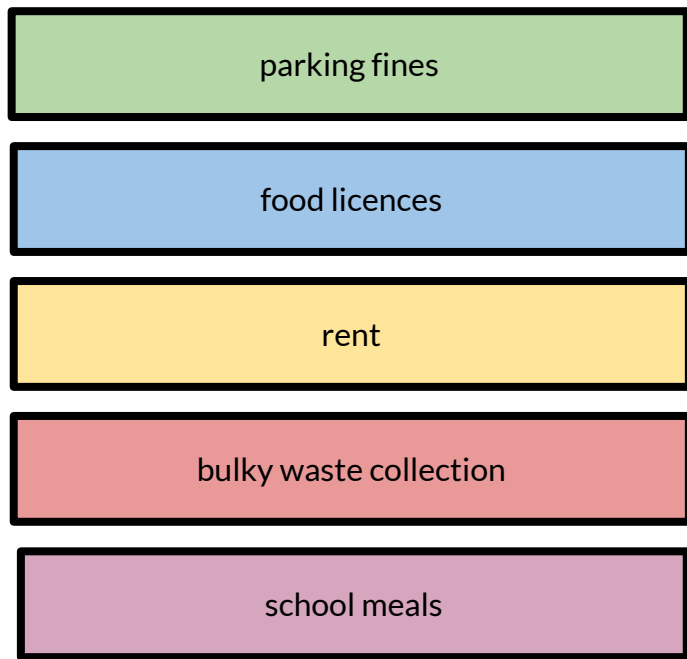 parking fines
food licences
rent
bulky waste collection
school meals